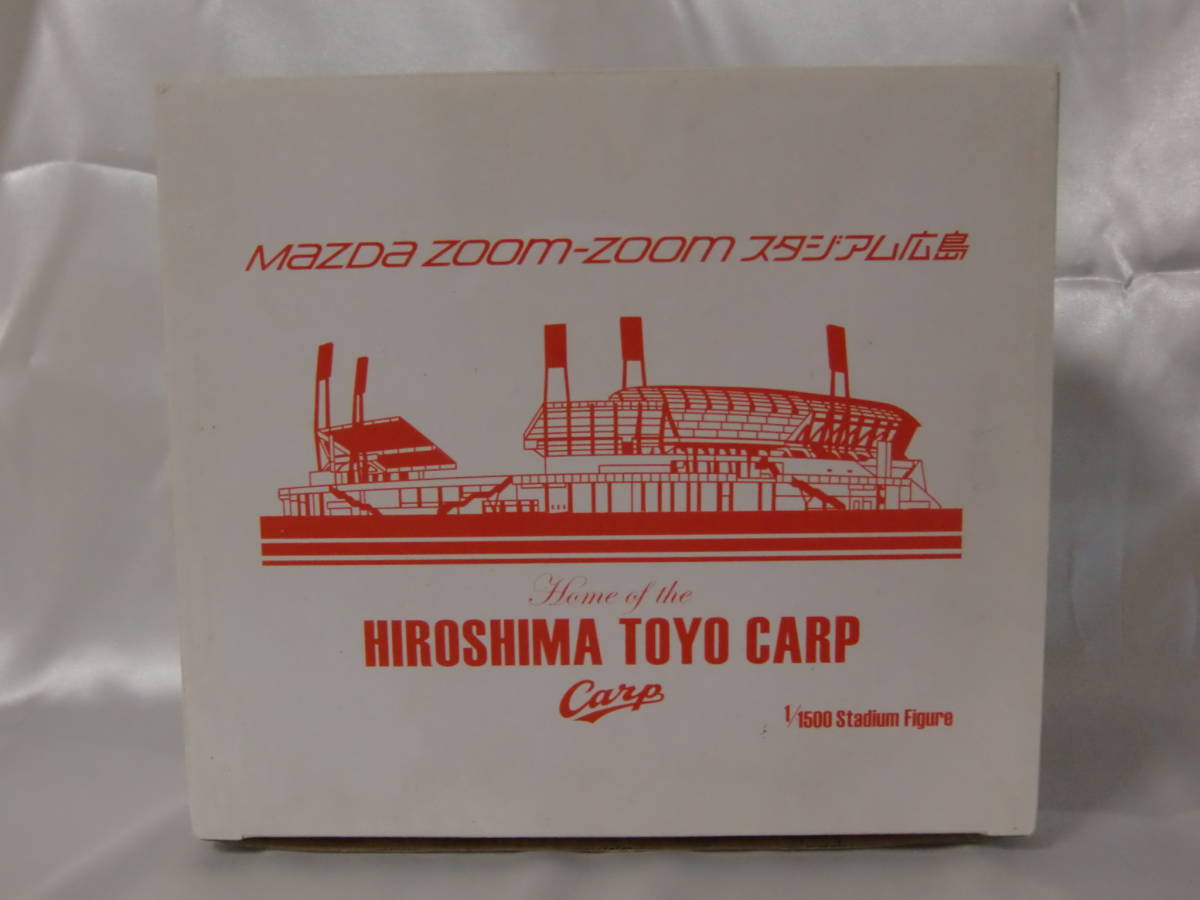 Mazda Zoom-Zoom スタジアム広島
Home of the
HIROSHIMA TOYO CARP
Carp
1/1500 Stadium Figure